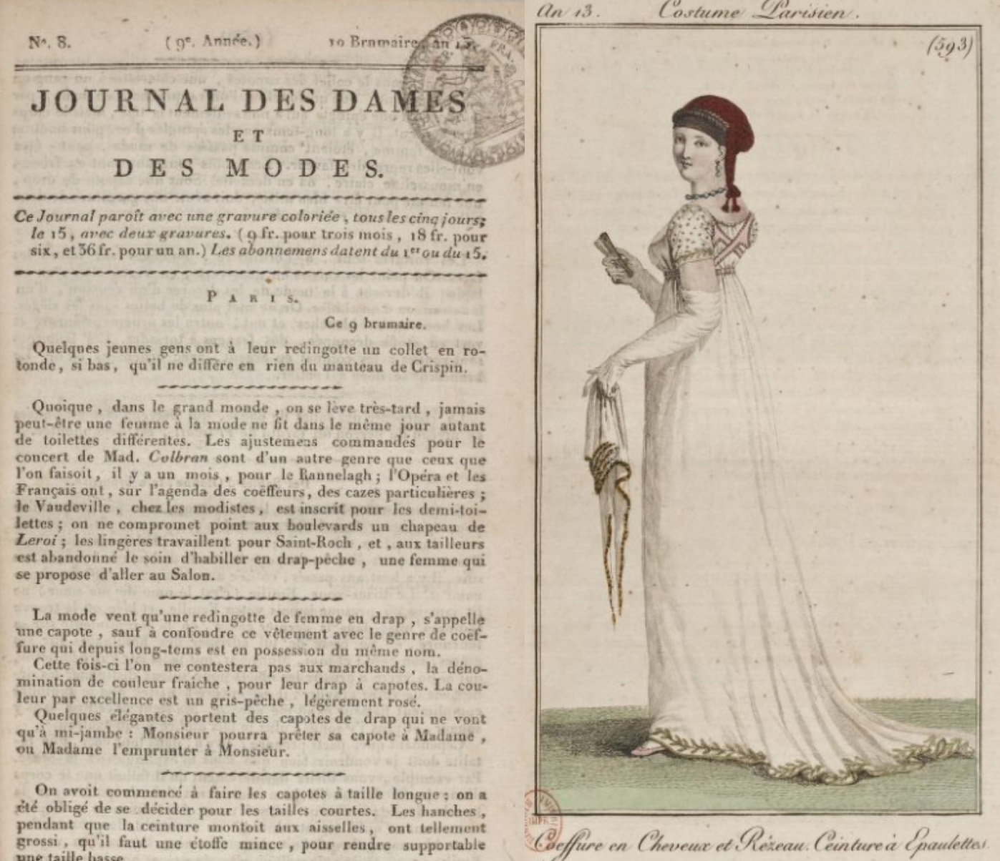 Nº. 8. (9e. Année.) 10 Brumaire, an 13.
JOURNAL DES DAMES
ET
DES MODES.
Ce Journal paroît avec une gravure coloriée, tous les cinq jours;
le 15, avec deux gravures. (9 fr. pour trois mois, 18 fr. pour
six, et 36 fr. pour un an.) Les abonnemens datent du 1er ou du 15.
PARIS.
Ce 9 brumaire.
Quelques jeunes gens ont à leur redingotte un collet en ro-
tonde, si bas, qu'il ne diffère en rien du manteau de Crispin.
Quoique, dans le grand monde, on se lève très-tard, jamais
peut-être une femme à la mode ne fit dans le même jour autant
de toilettes différentes. Les ajustemens commandés pour le
concert de Mad. Colbran sont d'un autre genre que ceux que
l'on faisoit, il y a un mois, pour le Rannelagh; l'Opéra et les
Français ont, sur l'agenda des coëffeurs, des cazes particulières;
le Vaudeville, chez les modistes, est inscrit pour les demi-toi-
lettes; on ne compromet point aux boulevards un chapeau de
Leroi; les lingères travaillent pour Saint-Roch, et, aux tailleurs
est abandonné le soin d'habiller en drap-pêche, une femme qui
se propose d'aller au Salon.
La mode veut qu'une redingotte de femme en drap, s'appelle
une capote, sauf à confondre ce vêtement avec le genre de coëf-
fure qui depuis long-tems est en possession du même nom.
Cette fois-ci l'on ne contestera pas aux marchands, la déno-
mination de couleur fraiche, pour leur drap à capotes. La cou-
leur par excellence est un gris-pêche, légèrement rosé.
Quelques élégantes portent des capotes de drap qui ne vont
qu'à mi-jambe: Monsieur pourra prêter sa capote à Madame,
ou Madame l'emprunter à Monsieur.
On avoit commencé à faire les capotes à taille longue: on a
été obligé de se décider pour les tailles courtes. Les hanches,
pendant que la ceinture montoit aux aisselles, ont tellement
grossi, qu'il faut une étoffe mince, pour rendre supportable
une taille basse.
An 13. Costume Parisien.
(593)
Coeffure en Cheveux et Rézeau. Ceinture à Epaulettes.